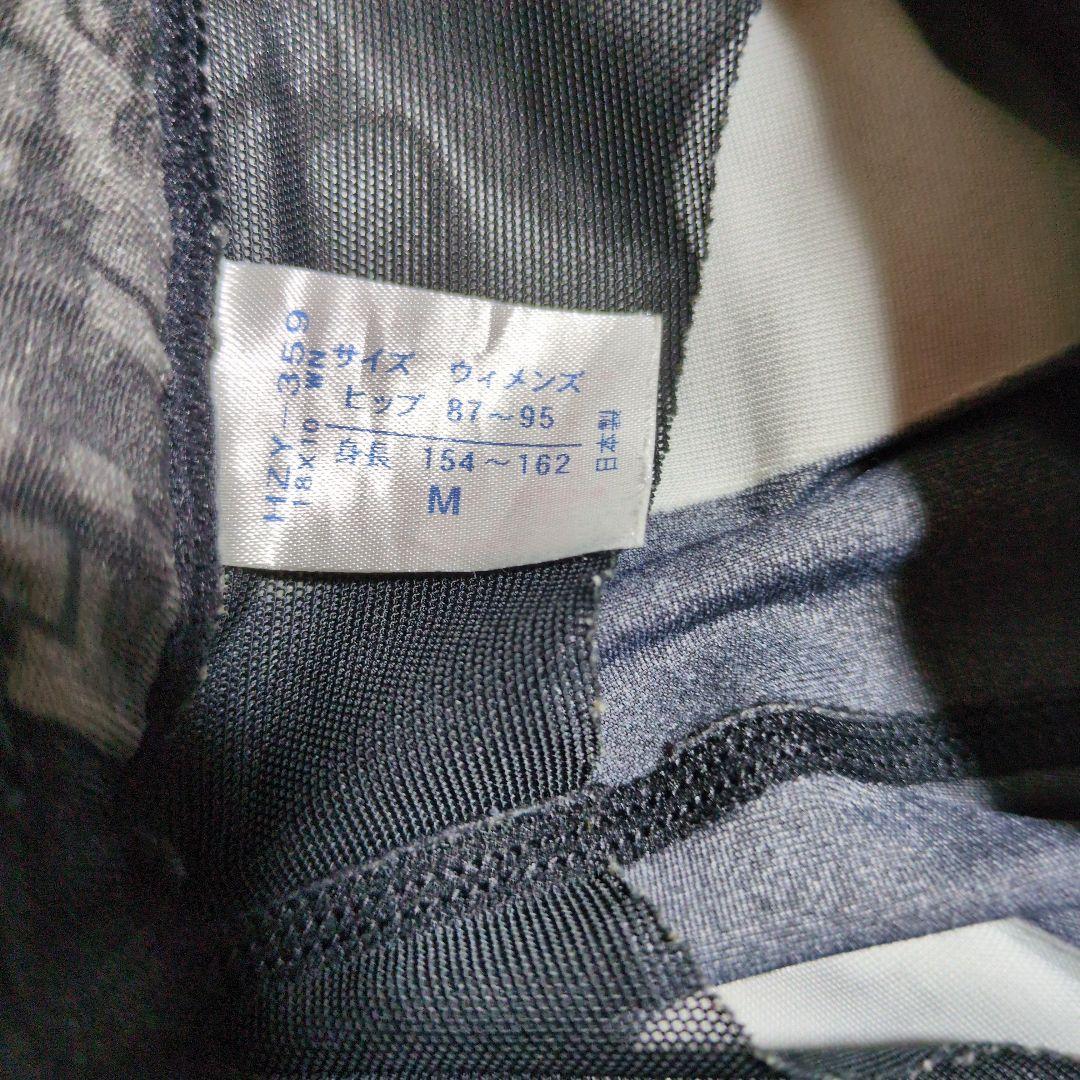 HZY-359
18×10 WN
サイズ ウィメンズ
ヒップ 87～95
身長 154～162
M
日本製